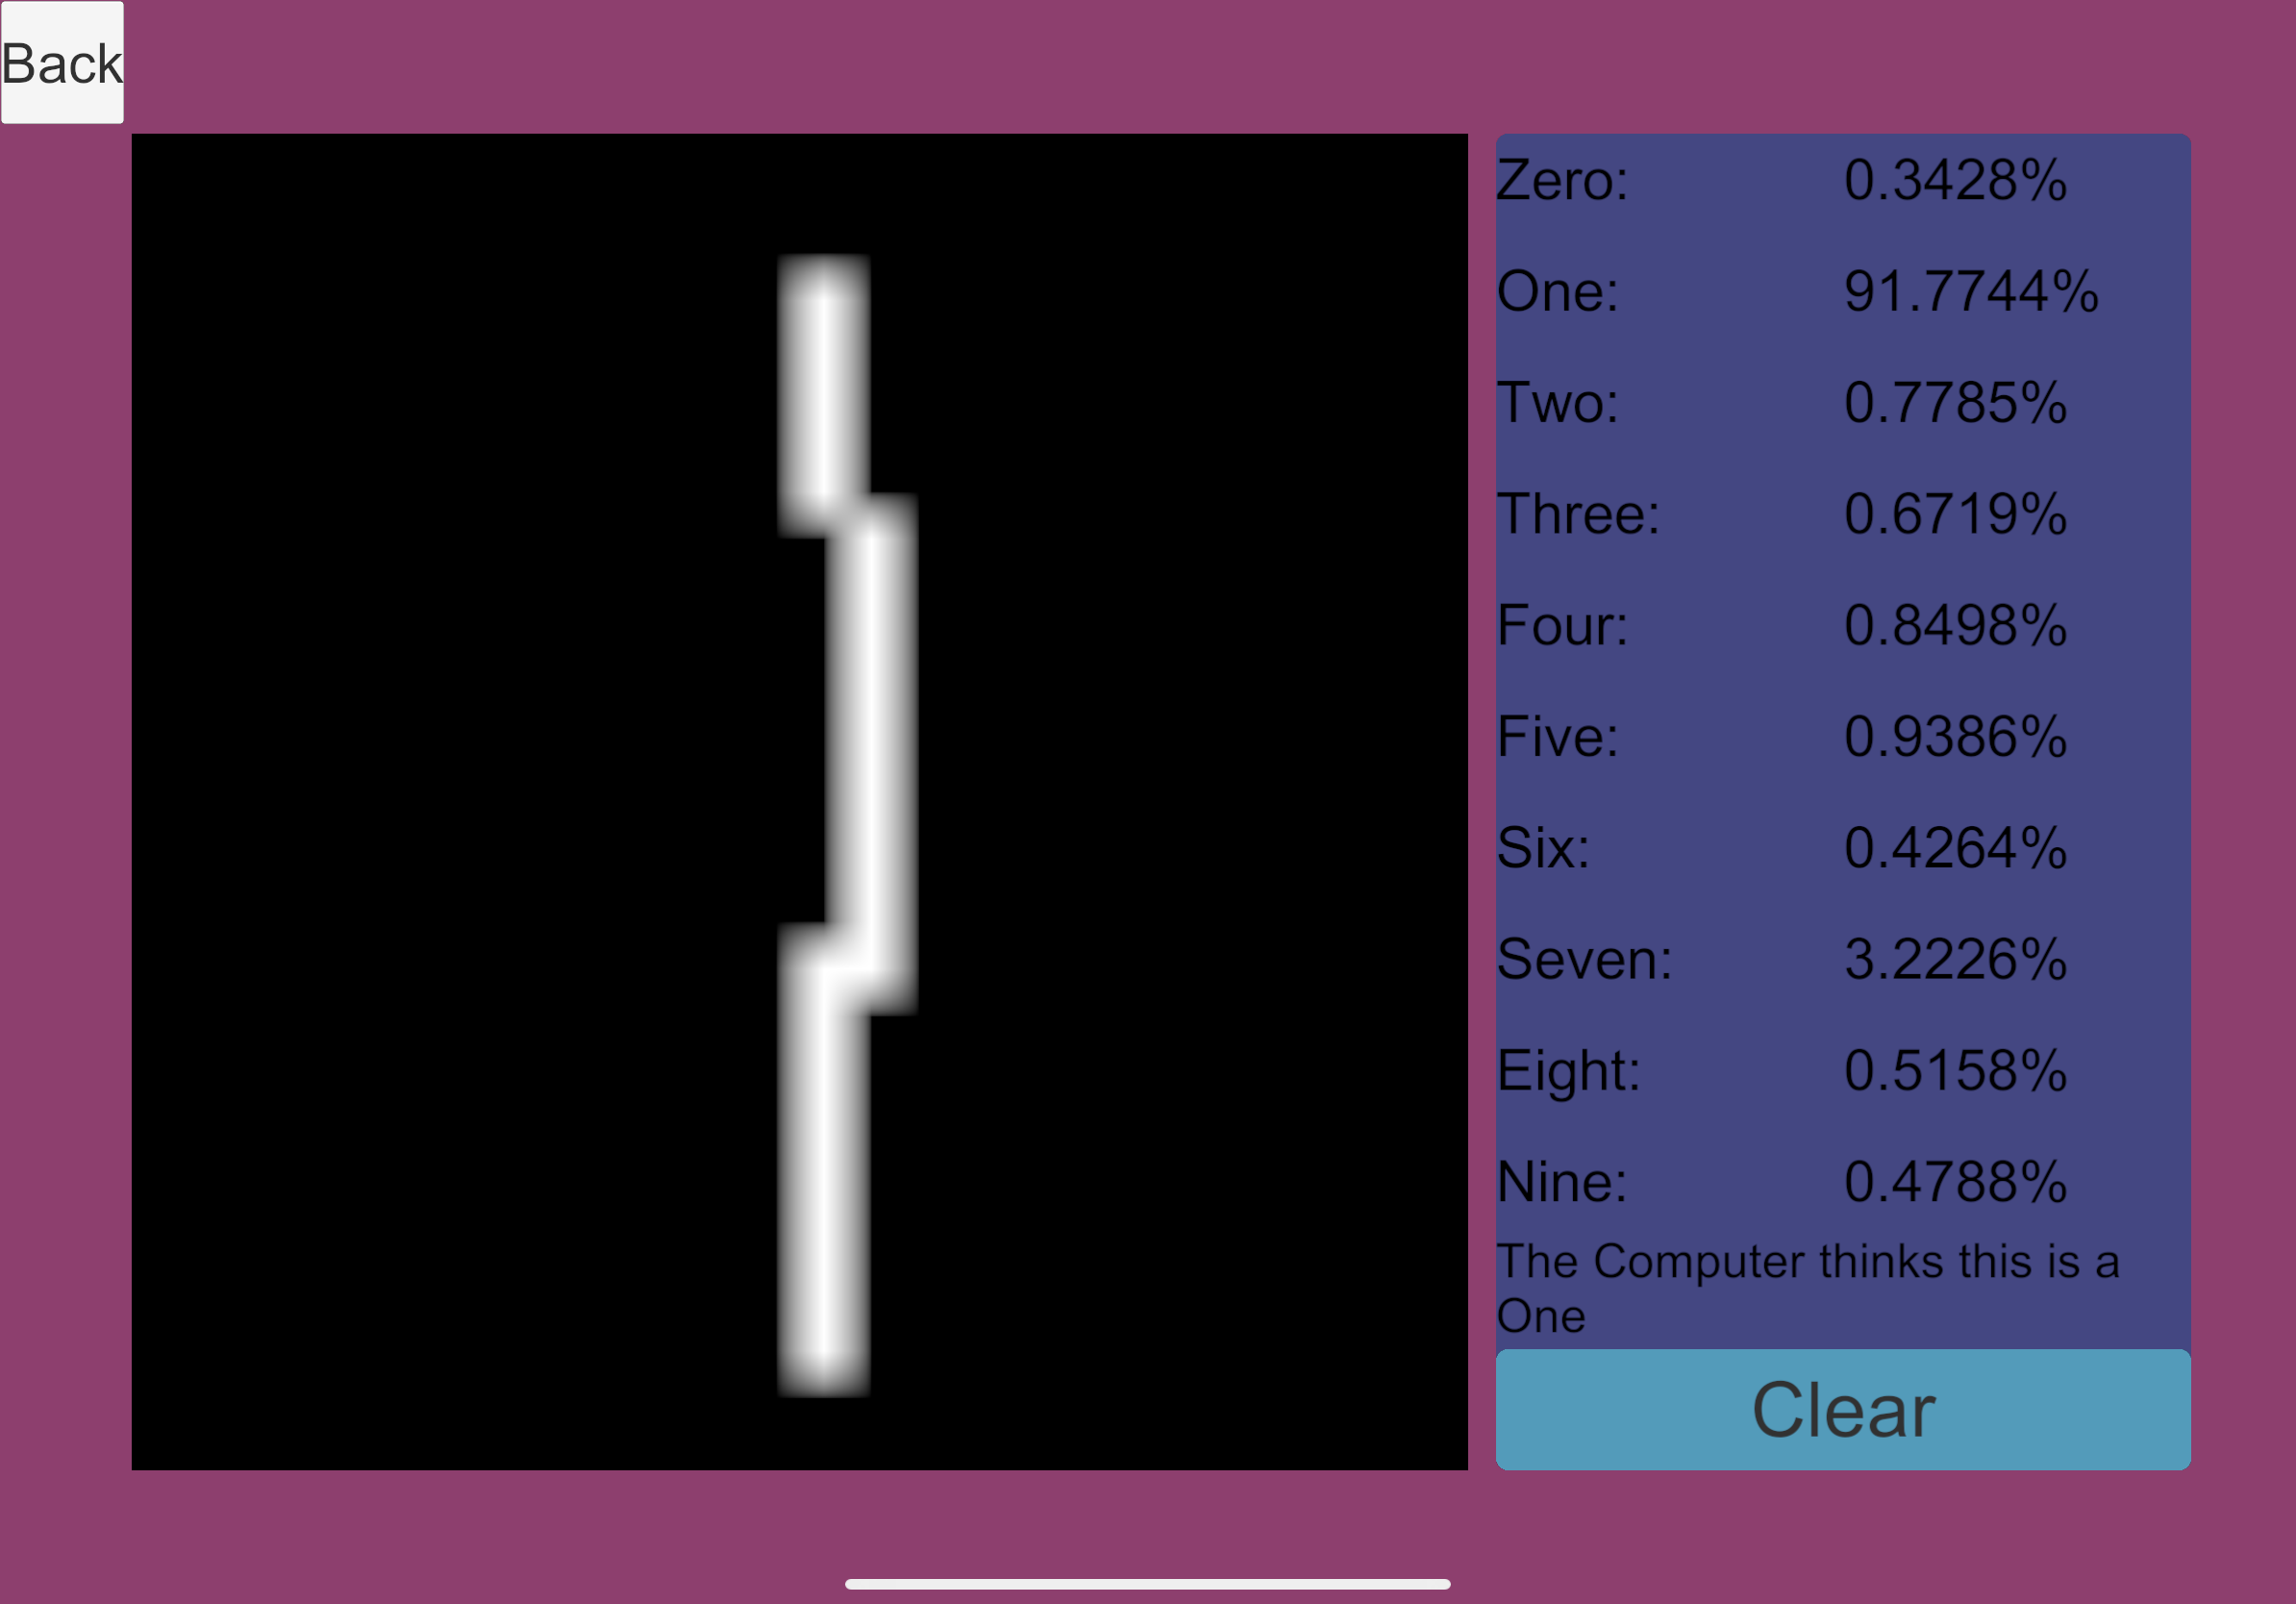 Back
Zero: 0.3428%
One: 91.7744%
Two: 0.7785%
Three: 0.6719%
Four: 0.8498%
Five: 0.9386%
Six: 0.4264%
Seven: 3.2226%
Eight: 0.5158%
Nine: 0.4788%
The Computer thinks this is a
One
Clear